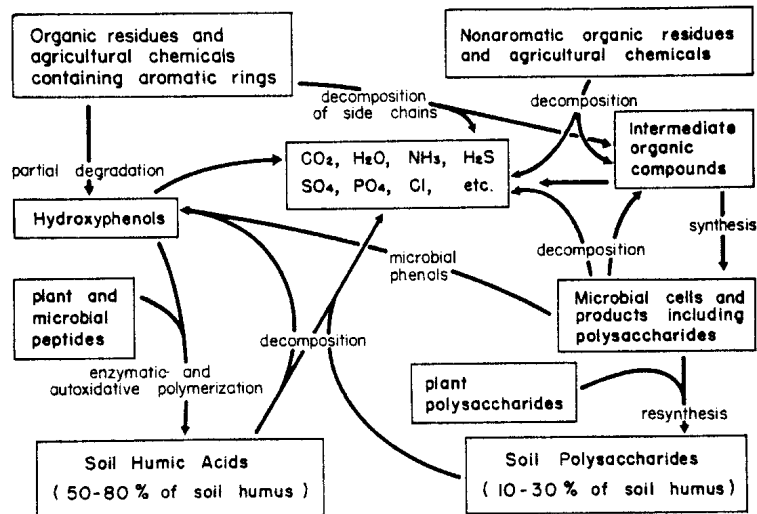 Organic residues and
agricultural chemicals
containing aromatic rings
Nonaromatic organic residues
and agricultural chemicals
decomposition
of side chains
decomposition
Intermediate
organic
compounds
CO₂, H₂O, NH₃, H₂S
SO₄, PO₄, Cl, etc.
partial degradation
Hydroxyphenols
synthesis
microbial
phenols
decomposition
plant and
microbial
peptides
Microbial cells and
products including
polysaccharides
decomposition
enzymatic and
autoxidative polymerization
plant
polysaccharides
resynthesis
Soil Humic Acids
(50-80% of soil humus)
Soil Polysaccharides
(10-30% of soil humus)